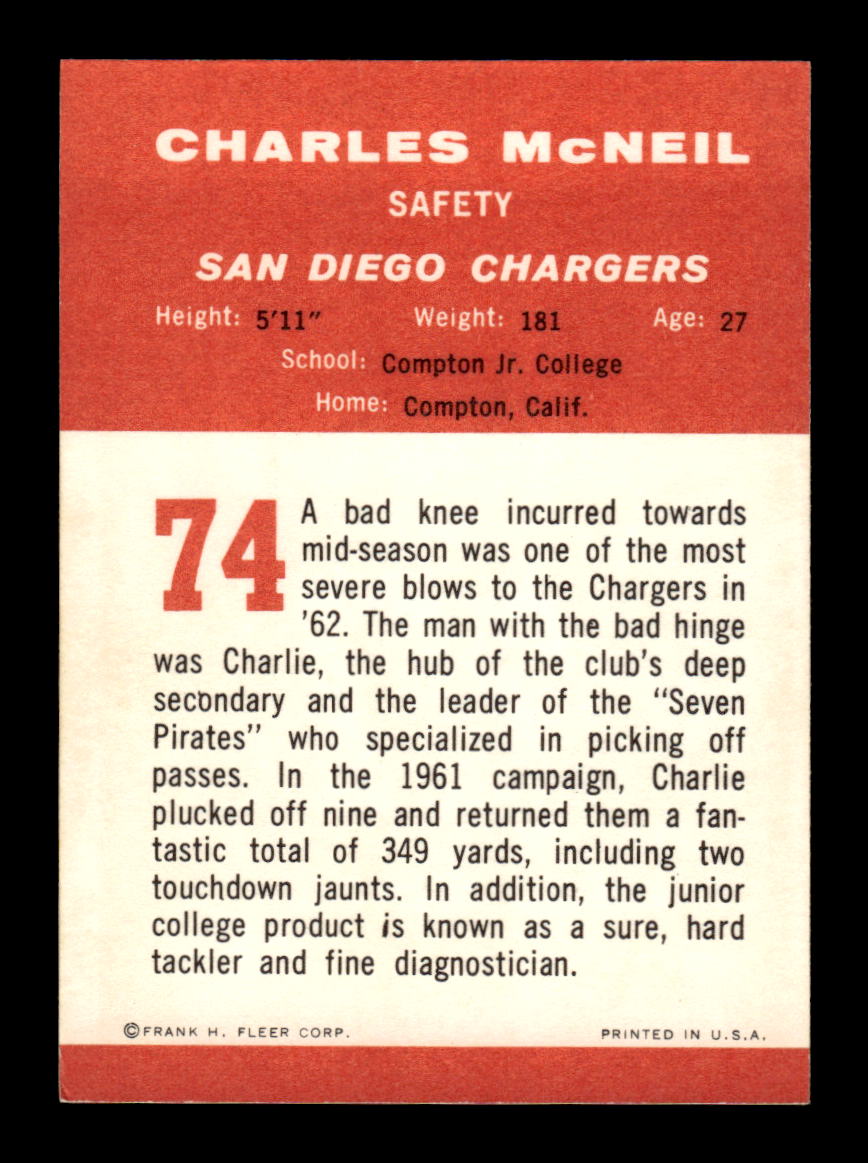 CHARLES McNEIL
SAFETY
SAN DIEGO CHARGERS
Height: 5'11" Weight: 181 Age: 27
School: Compton Jr. College
Home: Compton, Calif.
74
A bad knee incurred towards
mid-season was one of the most
severe blows to the Chargers in
'62. The man with the bad hinge
was Charlie, the hub of the club's deep
secondary and the leader of the "Seven
Pirates" who specialized in picking off
passes. In the 1961 campaign, Charlie
plucked off nine and returned them a fan-
tastic total of 349 yards, including two
touchdown jaunts. In addition, the junior
college product is known as a sure, hard
tackler and fine diagnostician.
©FRANK H. FLEER CORP. PRINTED IN U.S.A.